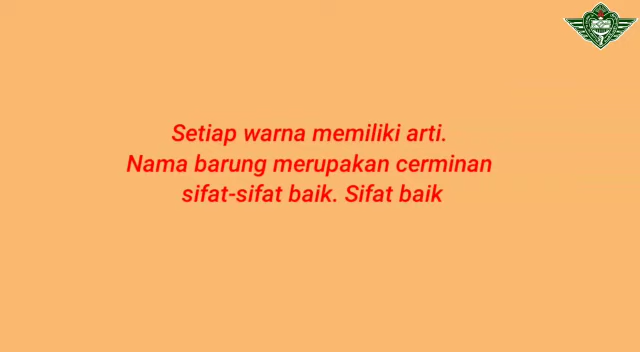 Setiap warna memiliki arti.
Nama barung merupakan cerminan
sifat-sifat baik. Sifat baik